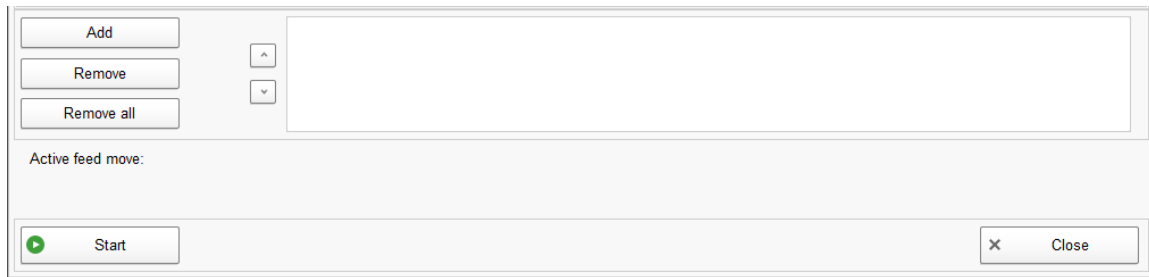 Add
Remove
Remove all
Active feed move:
Start
Close